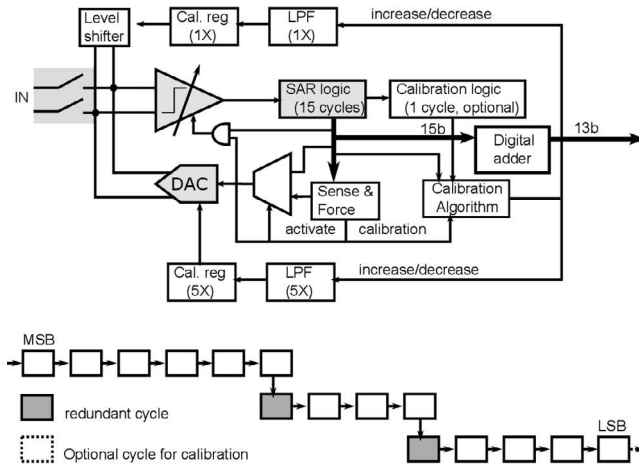 Level
shifter
Cal. reg
(1X)
LPF
(1X)
increase/decrease
IN
SAR logic
(15 cycles)
Calibration logic
(1 cycle, optional)
15b
13b
Digital
adder
DAC
Sense &
Force
Calibration
Algorithm
activate
calibration
Cal. reg
(5X)
LPF
(5X)
increase/decrease
MSB
redundant cycle
LSB
Optional cycle for calibration